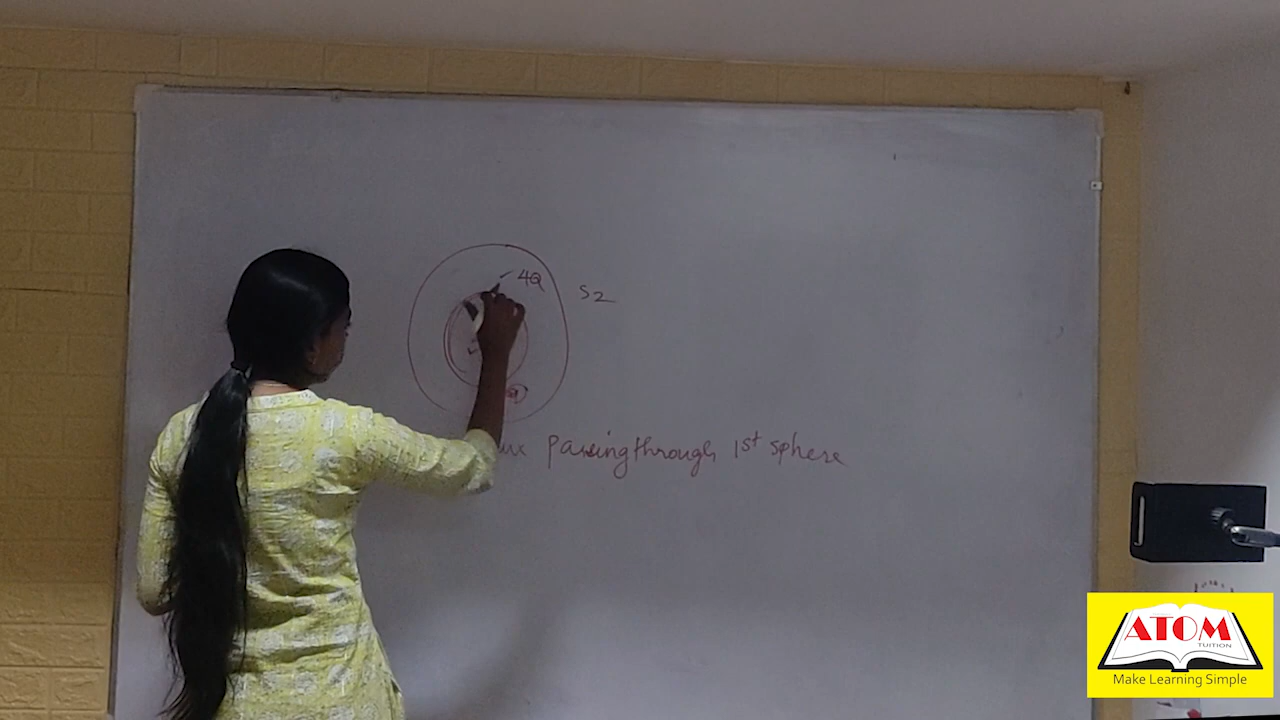 4Q
S2
passing through 1st sphere
ATOM
TUITION
Make Learning Simple